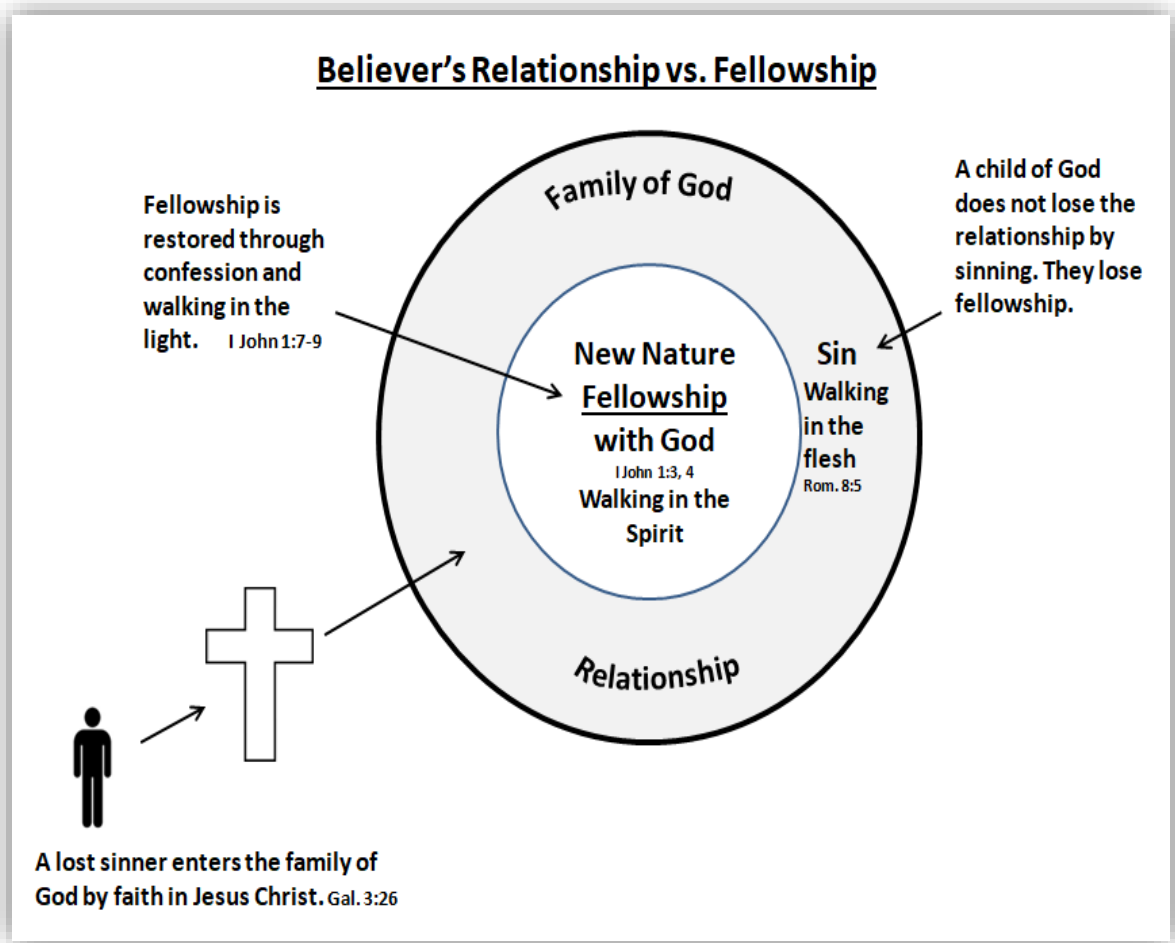 Believer's Relationship vs. Fellowship
Fellowship is
restored through
confession and
walking in the
light. I John 1:7-9
Family of God
A child of God
does not lose the
relationship by
sinning. They lose
fellowship.
New Nature
Fellowship
with God
I John 1:3, 4
Walking in the
Spirit
Sin
Walking
in the
flesh
Rom. 8:5
Relationship
A lost sinner enters the family of
God by faith in Jesus Christ. Gal. 3:26